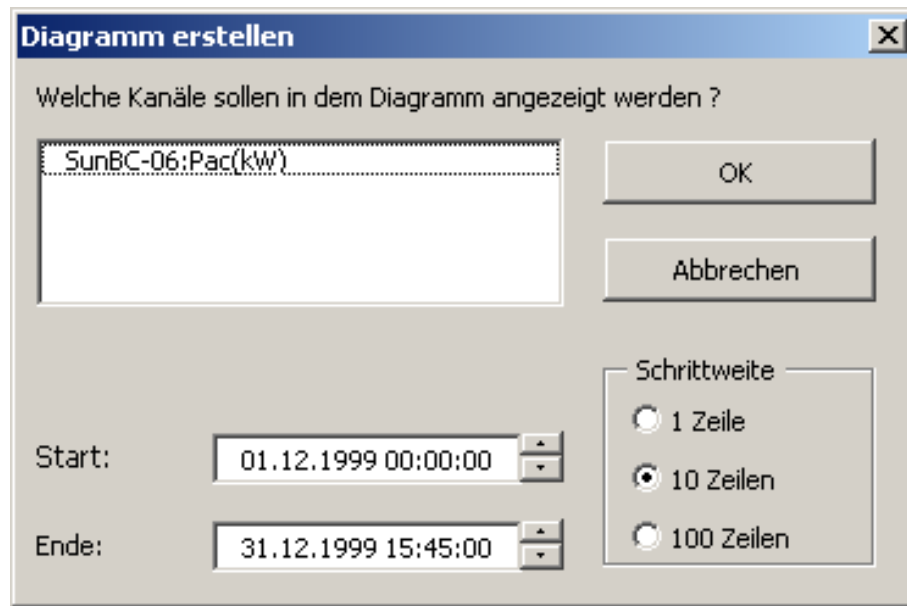 Diagramm erstellen
Welche Kanäle sollen in dem Diagramm angezeigt werden ?
SunBC-06:Pac(kW)
OK
Abbrechen
Schrittweite
1 Zeile
10 Zeilen
100 Zeilen
Start: 01.12.1999 00:00:00
Ende: 31.12.1999 15:45:00